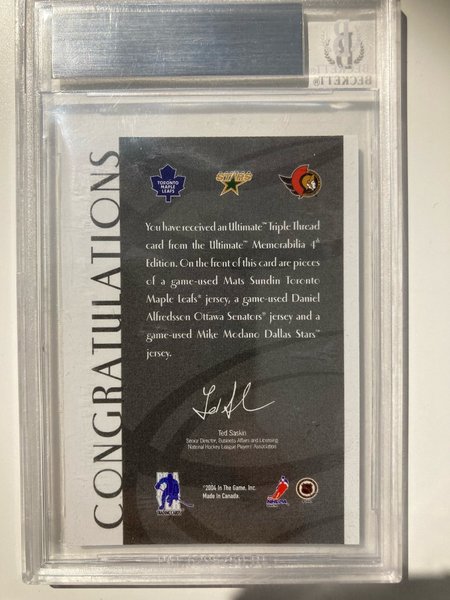 BECKETT
CONGRATULATIONS
TORONTO
MAPLE
LEAFS
STARS
You have received an Ultimate™ Triple Thread
card from the Ultimate™ Memorabilia 4th
Edition. On the front of this card are pieces
of a game-used Mats Sundin Toronto
Maple Leafs® jersey, a game-used Daniel
Alfredsson Ottawa Senators® jersey and a
game-used Mike Modano Dallas Stars™
jersey.
Ted Saskin
Senior Director, Business Affairs and Licensing
National Hockey League Players' Association
©2004 In The Game, Inc.
Made in Canada.